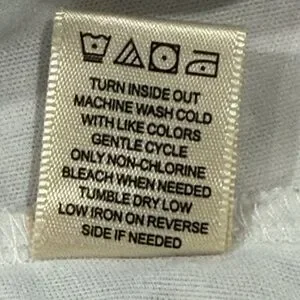 TURN INSIDE OUT
MACHINE WASH COLD
WITH LIKE COLORS
GENTLE CYCLE
ONLY NON-CHLORINE
BLEACH WHEN NEEDED
TUMBLE DRY LOW
LOW IRON ON REVERSE
SIDE IF NEEDED